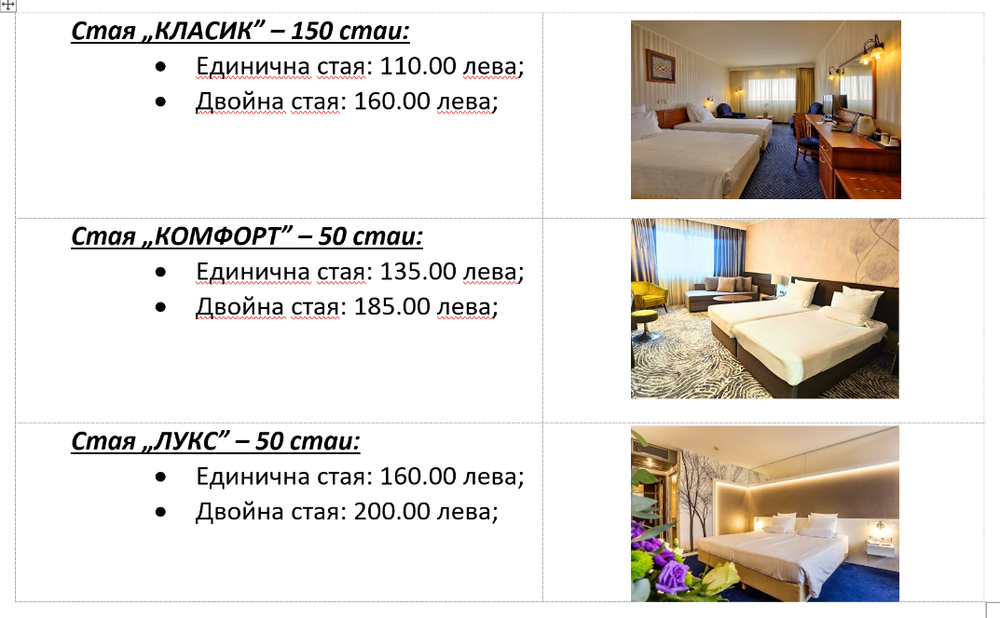 Стая „КЛАСИК” – 150 стаи:
• Единична стая: 110.00 лева;
• Двойна стая: 160.00 лева;
Стая „КОМФОРТ” – 50 стаи:
• Единична стая: 135.00 лева;
• Двойна стая: 185.00 лева;
Стая „ЛУКС” – 50 стаи:
• Единична стая: 160.00 лева;
• Двойна стая: 200.00 лева;